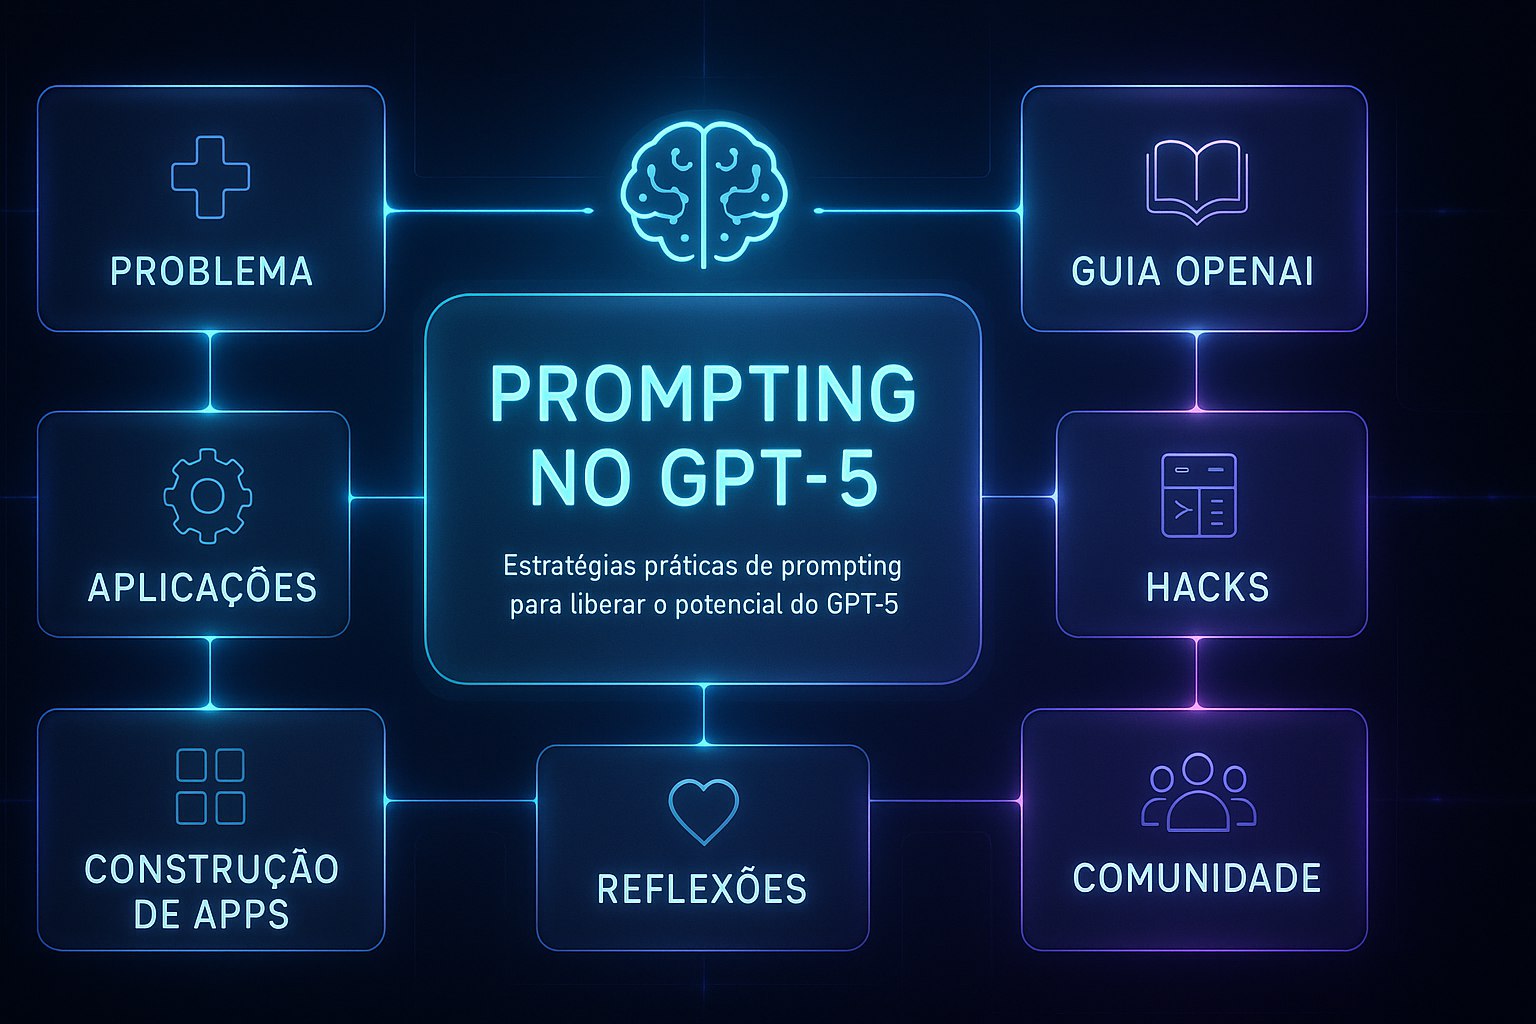 PROBLEMA
GUIA OPENAI
PROMPTING
NO GPT-5
Estratégias práticas de prompting
para liberar o potencial do GPT-5
APLICAÇÕES
HACKS
CONSTRUÇÃO
DE APPS
REFLEXÕES
COMUNIDADE